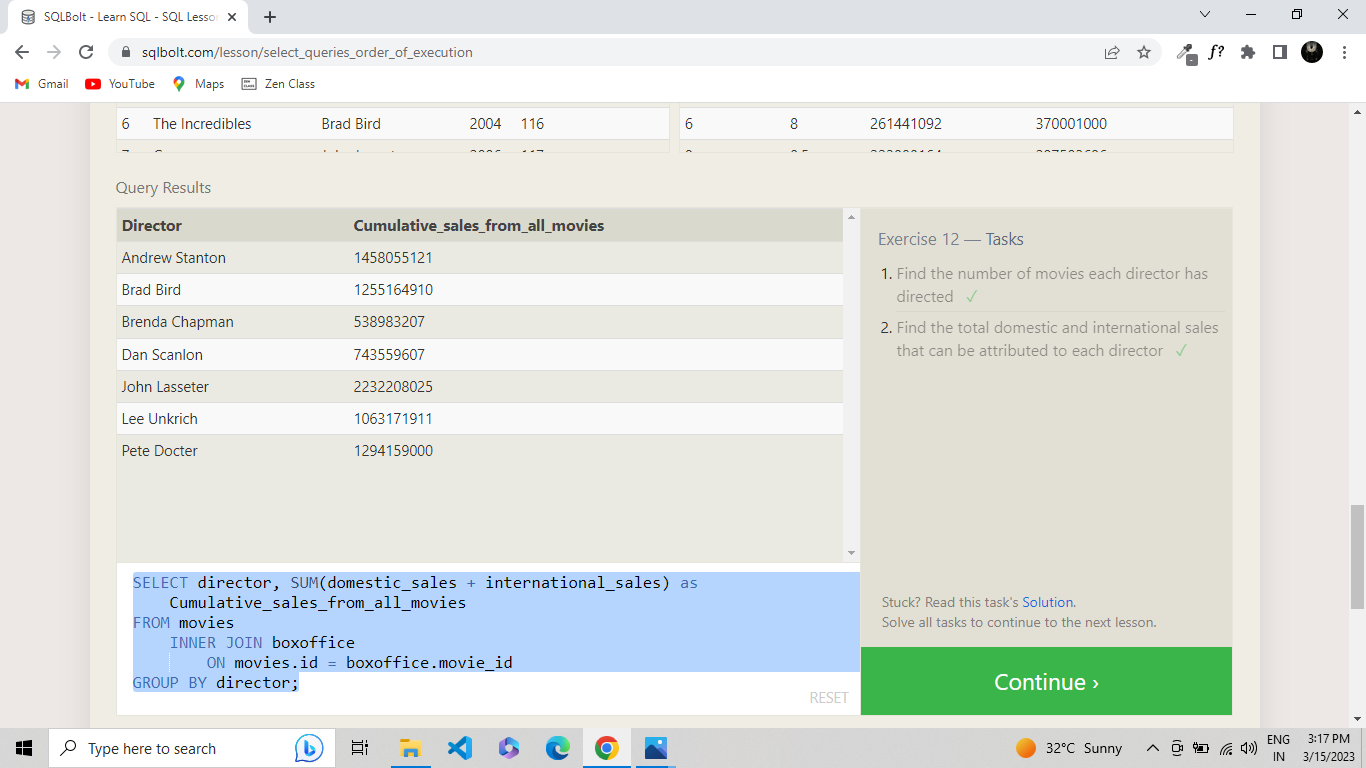 SQLBolt - Learn SQL - SQL Lesson
sqlbolt.com/lesson/select_queries_order_of_execution
f?
Gmail YouTube Maps Zen Class
6 The Incredibles Brad Bird 2004 116 6 8 261441092 370001000
Query Results
Director Cumulative_sales_from_all_movies
Andrew Stanton 1458055121
Brad Bird 1255164910
Brenda Chapman 538983207
Dan Scanlon 743559607
John Lasseter 2232208025
Lee Unkrich 1063171911
Pete Docter 1294159000
Exercise 12 — Tasks
1. Find the number of movies each director has
directed ✓
2. Find the total domestic and international sales
that can be attributed to each director ✓
SELECT director, SUM(domestic_sales + international_sales) as
Cumulative_sales_from_all_movies
FROM movies
INNER JOIN boxoffice
ON movies.id = boxoffice.movie_id
GROUP BY director;
RESET
Stuck? Read this task's Solution.
Solve all tasks to continue to the next lesson.
Continue ›
Type here to search
32°C Sunny
ENG
IN
3:17 PM
3/15/2023